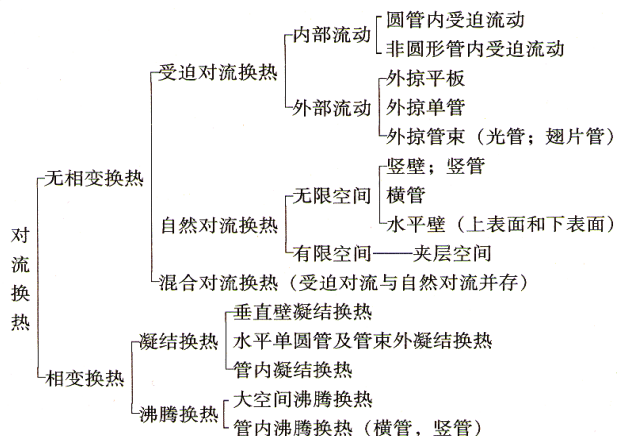 圆管内受迫流动
内部流动
非圆形管内受迫流动
受迫对流换热
外掠平板
外部流动
外掠单管
外掠管束（光管；翅片管）
无相变换热
竖壁；竖管
无限空间
横管
自然对流换热
水平壁（上表面和下表面）
有限空间——夹层空间
混合对流换热（受迫对流与自然对流并存）
对流换热
垂直壁凝结换热
凝结换热
水平单圆管及管束外凝结换热
管内凝结换热
相变换热
大空间沸腾换热
沸腾换热
管内沸腾换热（横管，竖管）